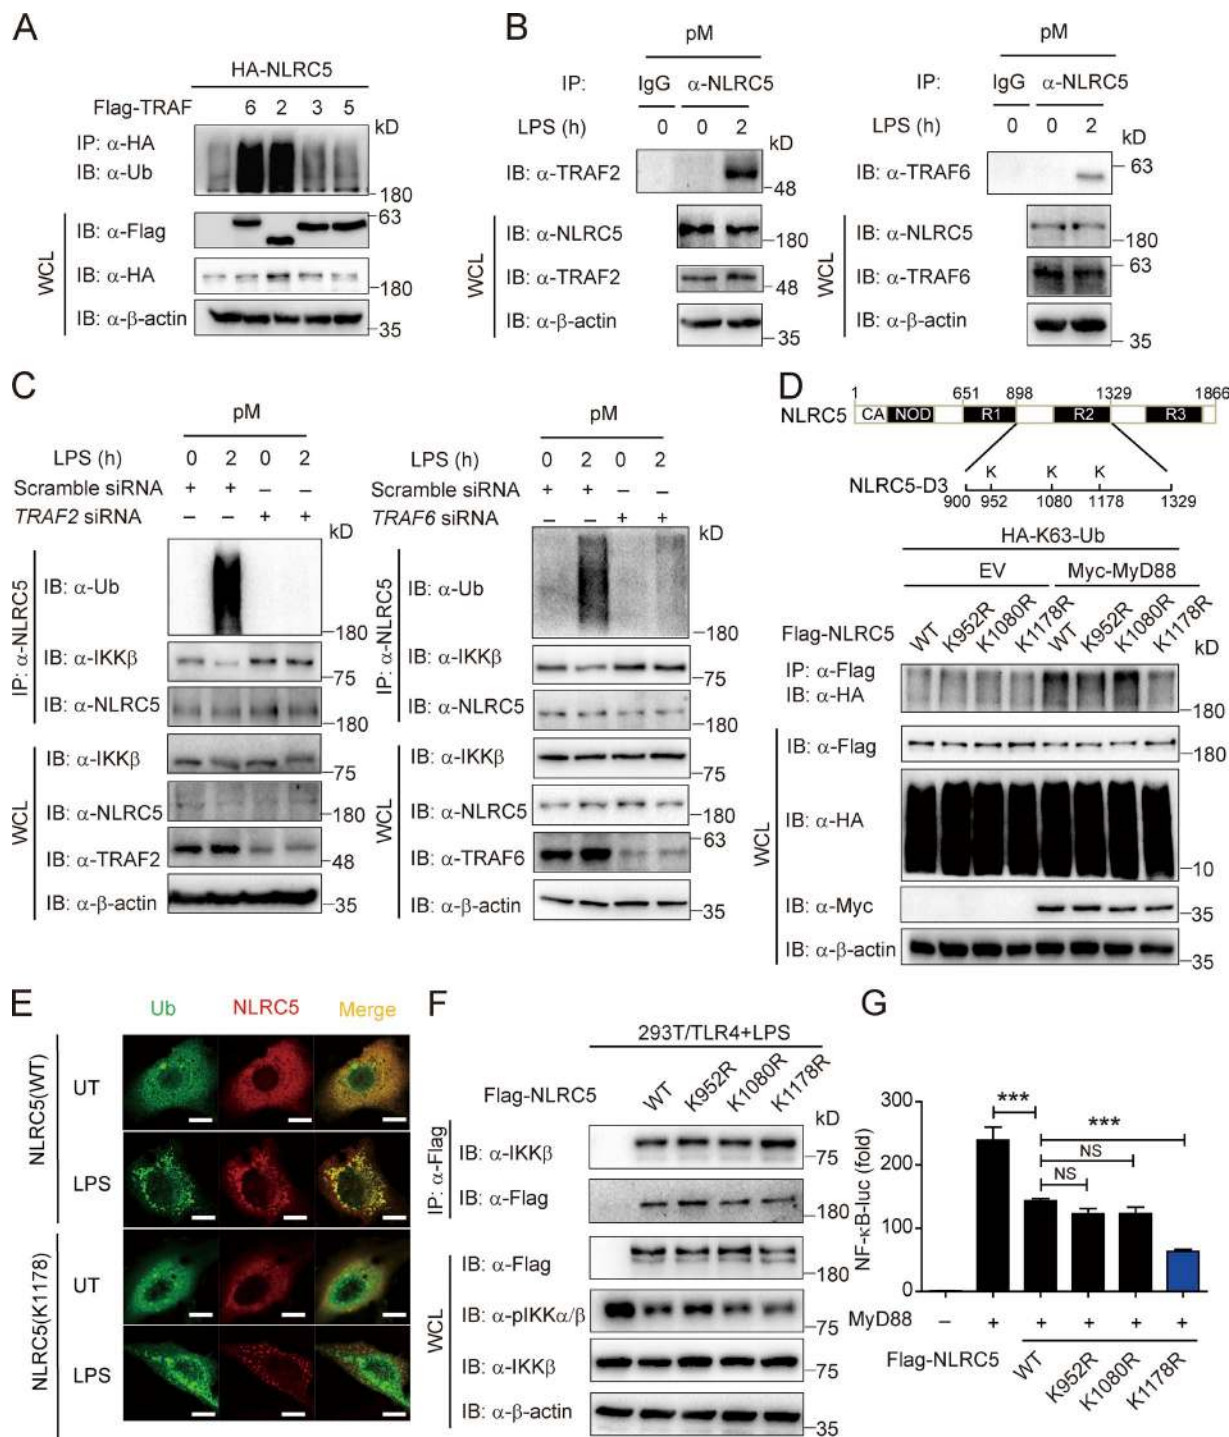 A
HA-NLRC5
Flag-TRAF 6 2 3 5
kD
IP: α-HA
IB: α-Ub
180
WCL
IB: α-Flag
63
IB: α-HA
180
IB: α-β-actin
35
B
pM
IP: IgG α-NLRC5
LPS (h) 0 0 2
kD
IB: α-TRAF2
48
WCL
IB: α-NLRC5
180
IB: α-TRAF2
48
IB: α-β-actin
35
pM
IP: IgG α-NLRC5
LPS (h) 0 0 2
kD
IB: α-TRAF6
63
WCL
IB: α-NLRC5
180
IB: α-TRAF6
63
IB: α-β-actin
35
C
pM
LPS (h) 0 2 0 2
Scramble siRNA + + – –
TRAF2 siRNA – – + +
kD
IP: α-NLRC5
IB: α-Ub
180
IB: α-IKKβ
75
IB: α-NLRC5
180
WCL
IB: α-IKKβ
75
IB: α-NLRC5
180
IB: α-TRAF2
48
IB: α-β-actin
35
pM
LPS (h) 0 2 0 2
Scramble siRNA + + – –
TRAF6 siRNA – – + +
kD
IP: α-NLRC5
IB: α-Ub
180
IB: α-IKKβ
75
IB: α-NLRC5
180
WCL
IB: α-IKKβ
75
IB: α-NLRC5
180
IB: α-TRAF6
63
48
IB: α-β-actin
35
D
1 651 898 1329 1866
NLRC5 CA NOD R1 R2 R3
K K K
NLRC5-D3
900 952 1080 1178 1329
HA-K63-Ub
EV Myc-MyD88
Flag-NLRC5 WT K952R K1080R K1178R WT K952R K1080R K1178R
kD
IP: α-Flag
IB: α-HA
180
WCL
IB: α-Flag
180
IB: α-HA
10
IB: α-Myc
35
IB: α-β-actin
35
E
Ub NLRC5 Merge
NLRC5(WT)
UT
LPS
NLRC5(K1178)
UT
LPS
F
293T/TLR4+LPS
Flag-NLRC5 WT K952R K1080R K1178R
kD
IP: α-Flag
IB: α-IKKβ
75
IB: α-Flag
180
WCL
IB: α-Flag
180
IB: α-pIKKα/β
75
IB: α-IKKβ
75
IB: α-β-actin
35
G
NF-κB-luc (fold)
300
200
100
0
***
***
NS
NS
MyD88 – + + + + +
Flag-NLRC5 WT K952R K1080R K1178R